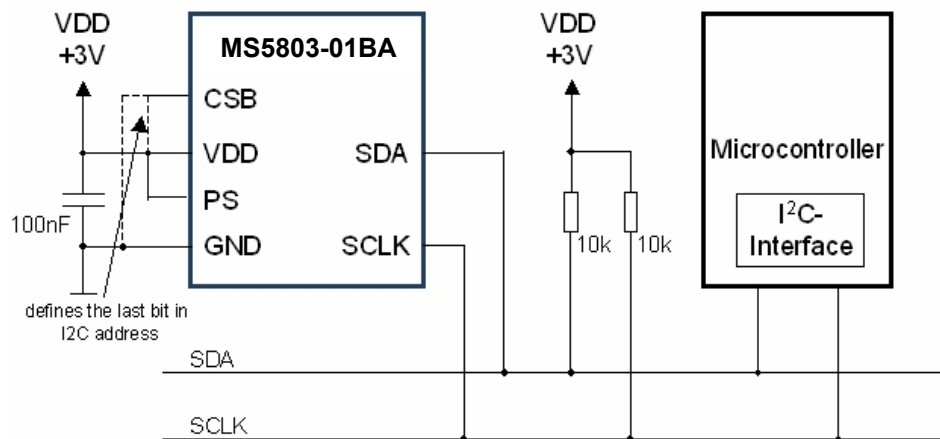 VDD
+3V
MS5803-01BA
CSB
VDD
PS
GND
SDA
SCLK
100nF
defines the last bit in
I2C address
VDD
+3V
10k
10k
Microcontroller
I²C-
Interface
SDA
SCLK